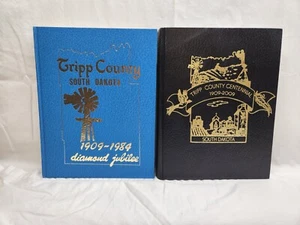 Tripp County
SOUTH DAKOTA
1909-1984
diamond jubilee
TRIPP COUNTY CENTENNIAL
1909-2009
SOUTH DAKOTA